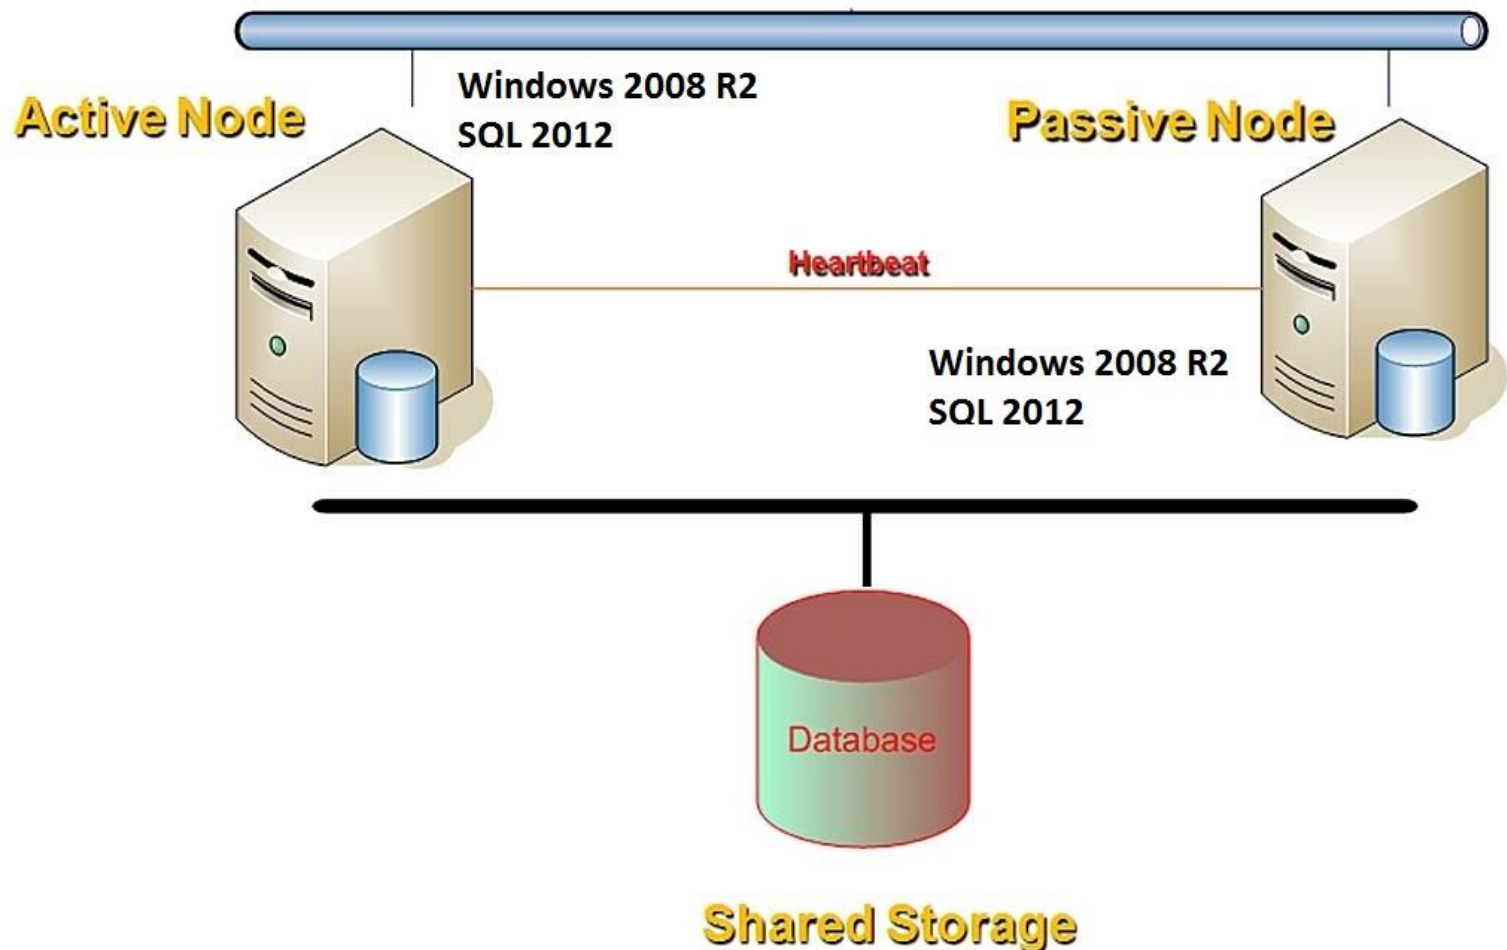 Active Node
Windows 2008 R2
SQL 2012
Passive Node
Heartbeat
Windows 2008 R2
SQL 2012
Database
Shared Storage